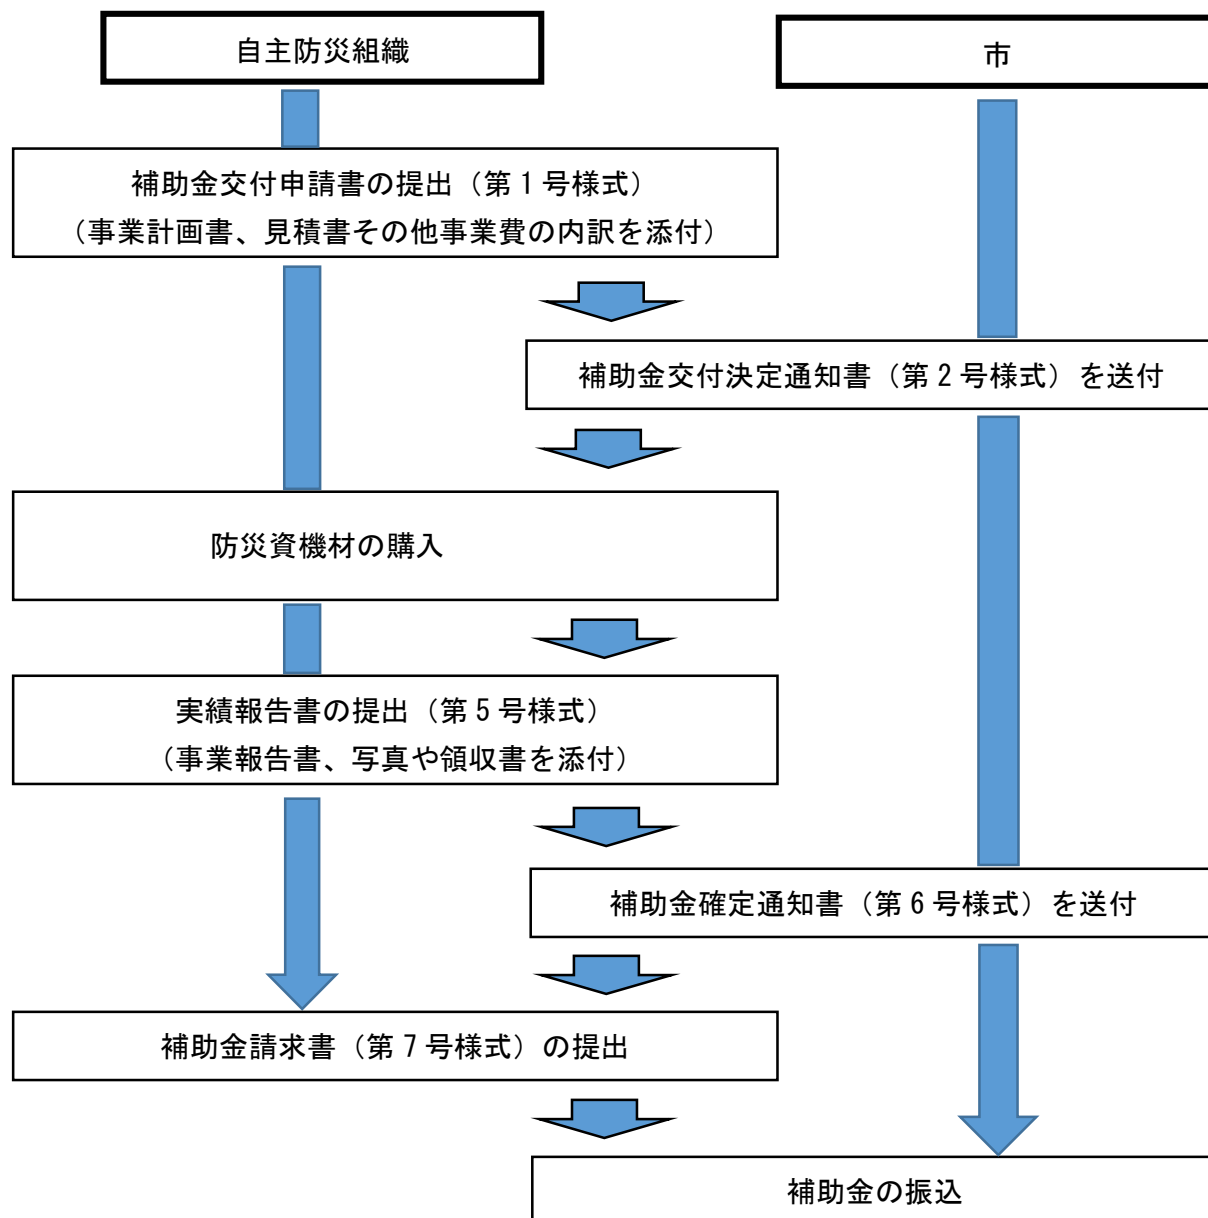 自主防災組織
市
補助金交付申請書の提出（第１号様式）
（事業計画書、見積書その他事業費の内訳を添付）
補助金交付決定通知書（第２号様式）を送付
防災資機材の購入
実績報告書の提出（第５号様式）
（事業報告書、写真や領収書を添付）
補助金確定通知書（第６号様式）を送付
補助金請求書（第７号様式）の提出
補助金の振込